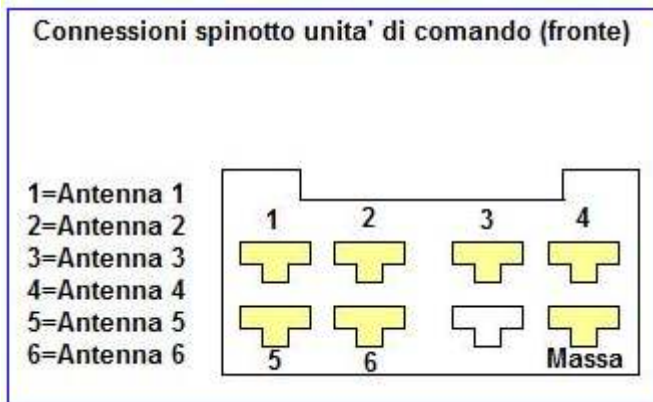 Connessioni spinotto unita' di comando (fronte)
1=Antenna 1
2=Antenna 2
3=Antenna 3
4=Antenna 4
5=Antenna 5
6=Antenna 6
1 2 3 4
5 6 Massa